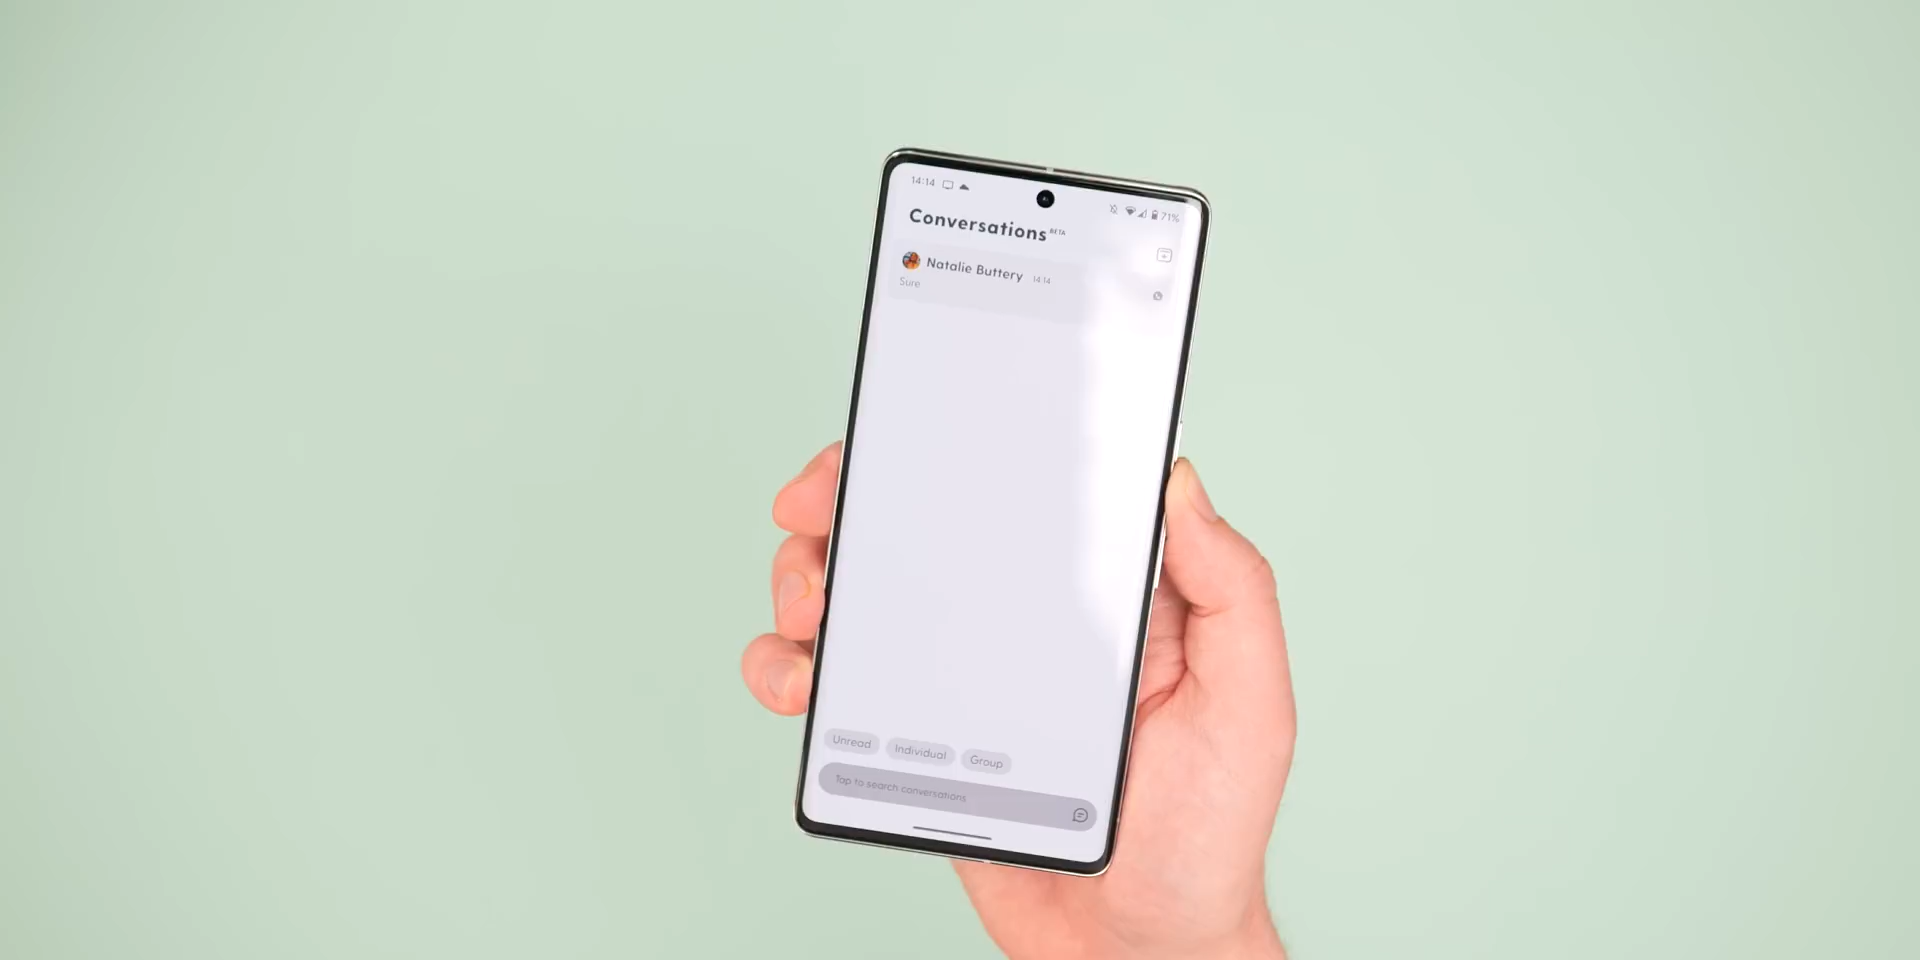 14:14
71%
Conversations BETA
Natalie Buttery 14:14
Sure
Unread Individual Group
Tap to search conversations